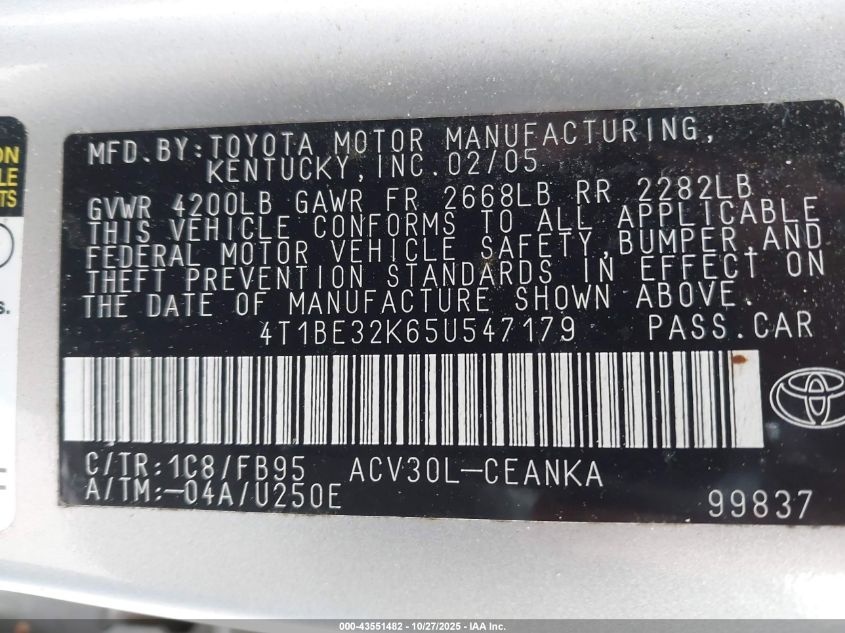 ON
LE
TS
s.
MFD.BY:TOYOTA MOTOR MANUFACTURING,
KENTUCKY,INC.02/05
GVWR 4200LB GAWR FR 2668LB RR 2282LB
THIS VEHICLE CONFORMS TO ALL APPLICABLE
FEDERAL MOTOR VEHICLE SAFETY,BUMPER,AND
THEFT PREVENTION STANDARDS IN EFFECT ON
THE DATE OF MANUFACTURE SHOWN ABOVE.
4T1BE32K65U547179 PASS.CAR
C/TR:1C8/FB95 ACV30L-CEANKA
A/TM:-04A/U250E 99837
000-43551482 | 10/27/2025 - IAA Inc.